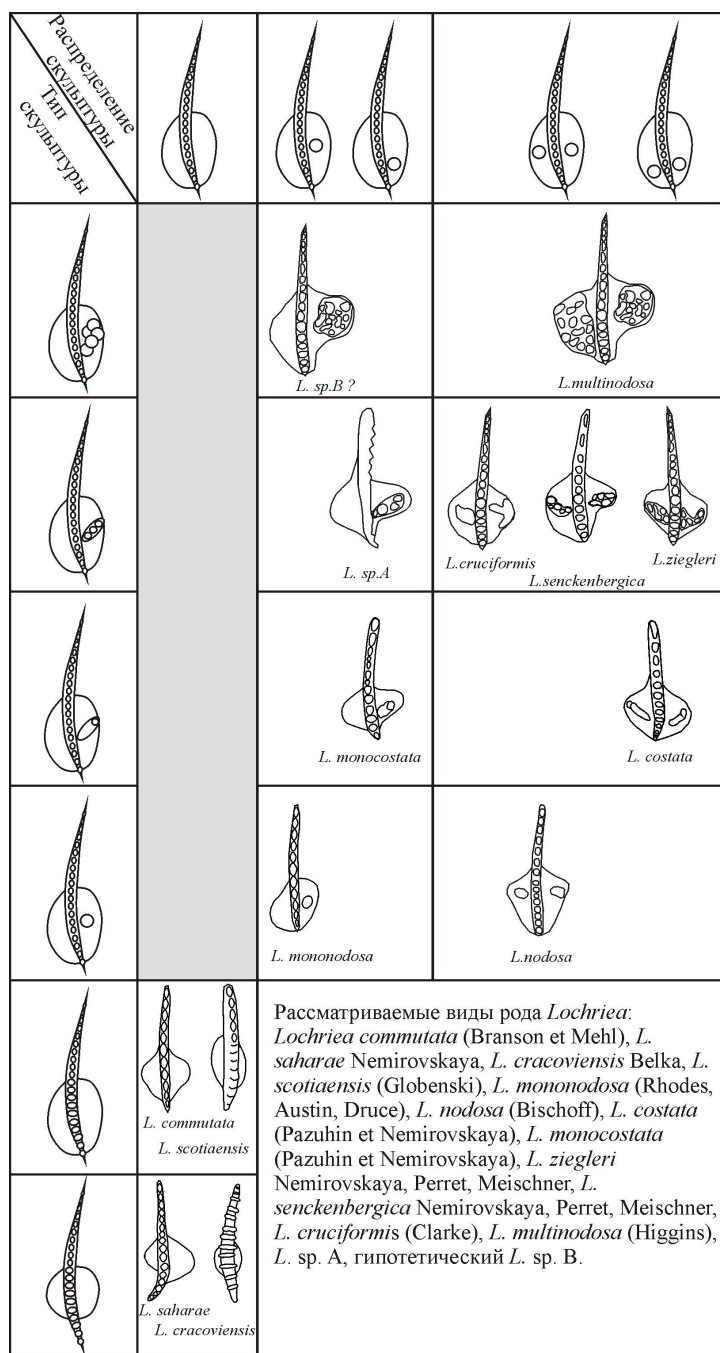 Распределение
скульптуры
Тип
скульптуры
L. sp.B ?
L.multinodosa
L. sp.A
L.cruciformis
L.senckenbergica
L.ziegleri
L. monocostata
L. costata
L. mononodosa
L.nodosa
L. commutata
L. scotiaensis
L. saharae
L. cracoviensis
Рассматриваемые виды рода Lochriea:
Lochriea commutata (Branson et Mehl), L.
saharae Nemirovskaya, L. cracoviensis Belka, L.
scotiaensis (Globenski), L. mononodosa (Rhodes,
Austin, Druce), L. nodosa (Bischoff), L. costata
(Pazuhin et Nemirovskaya), L. monocostata
(Pazuhin et Nemirovskaya), L. ziegleri
Nemirovskaya, Perret, Meischner, L.
senckenbergica Nemirovskaya, Perret, Meischner,
L. cruciformis (Clarke), L. multinodosa (Higgins),
L. sp. A, гипотетический L. sp. B.